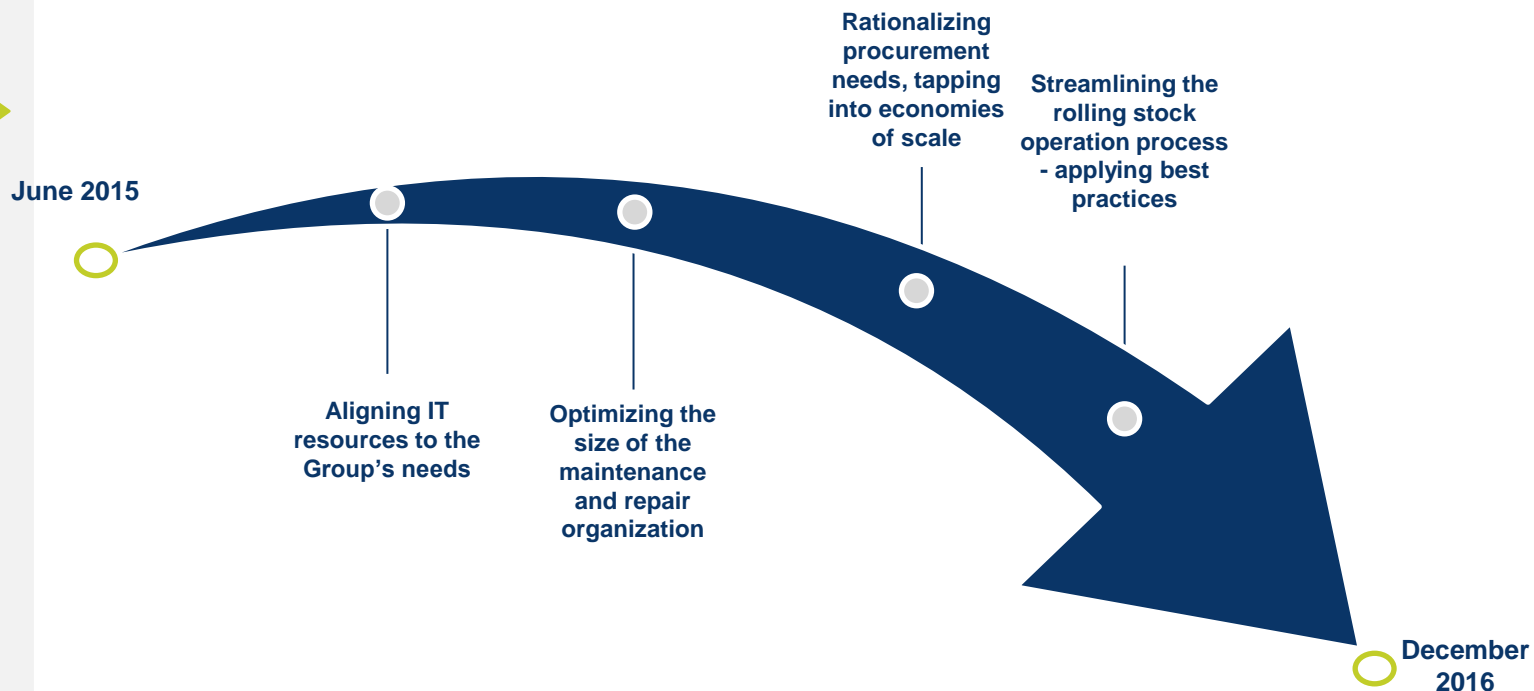 June 2015
Aligning IT
resources to the
Group’s needs
Optimizing the
size of the
maintenance
and repair
organization
Rationalizing
procurement
needs, tapping
into economies
of scale
Streamlining the
rolling stock
operation process
- applying best
practices
December
2016